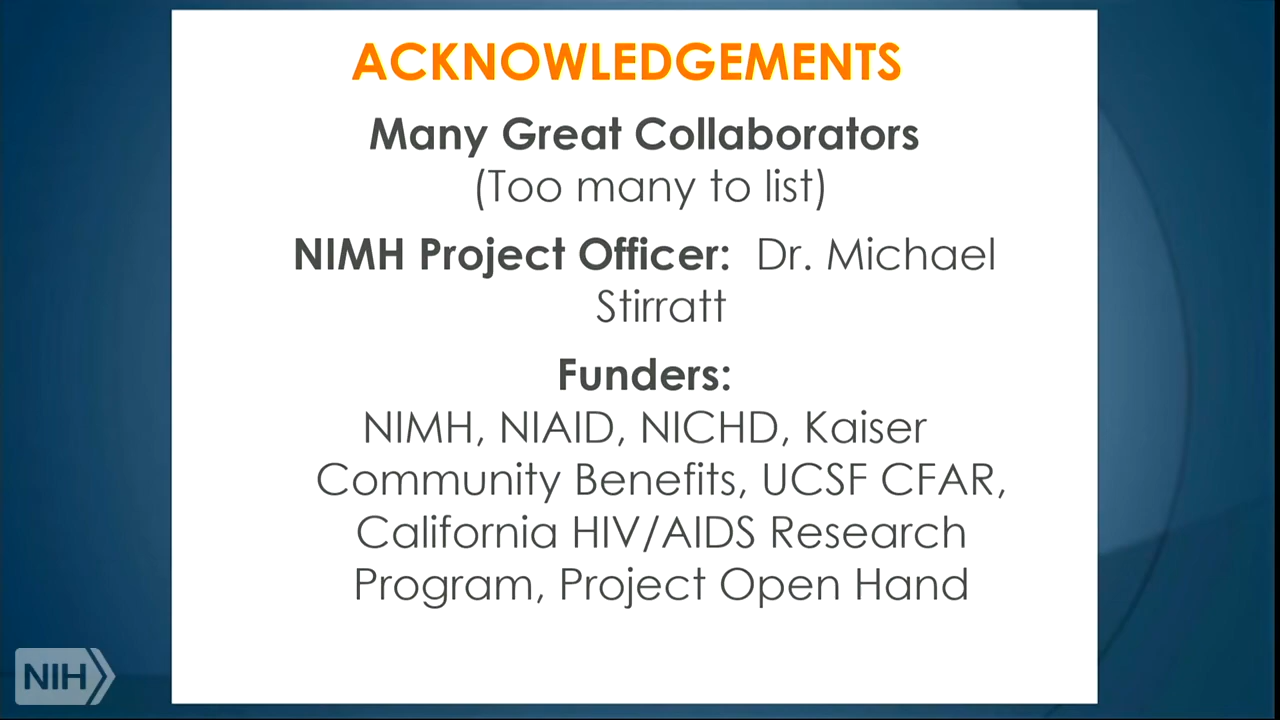 ACKNOWLEDGEMENTS
Many Great Collaborators
(Too many to list)
NIMH Project Officer: Dr. Michael
Stirratt
Funders:
NIMH, NIAID, NICHD, Kaiser
Community Benefits, UCSF CFAR,
California HIV/AIDS Research
Program, Project Open Hand
NIH